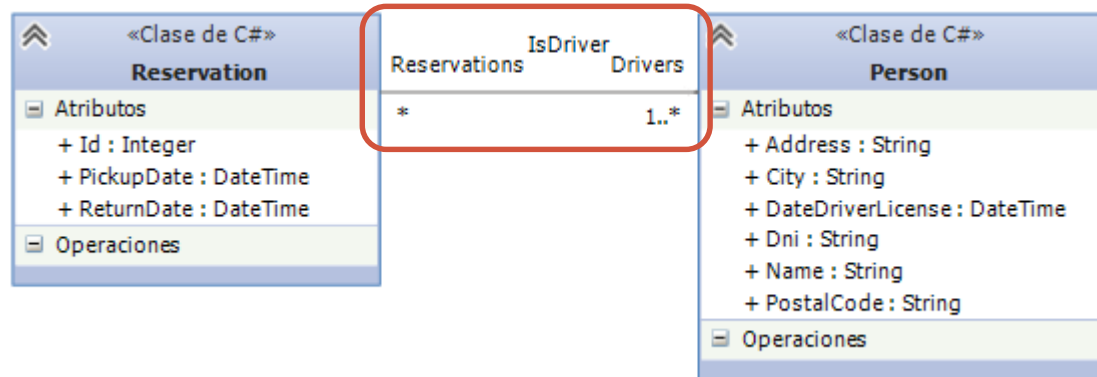 «Clase de C#»
Reservation
Atributos
+ Id : Integer
+ PickupDate : DateTime
+ ReturnDate : DateTime
Operaciones
IsDriver
Reservations Drivers
* 1..*
«Clase de C#»
Person
Atributos
+ Address : String
+ City : String
+ DateDriverLicense : DateTime
+ Dni : String
+ Name : String
+ PostalCode : String
Operaciones